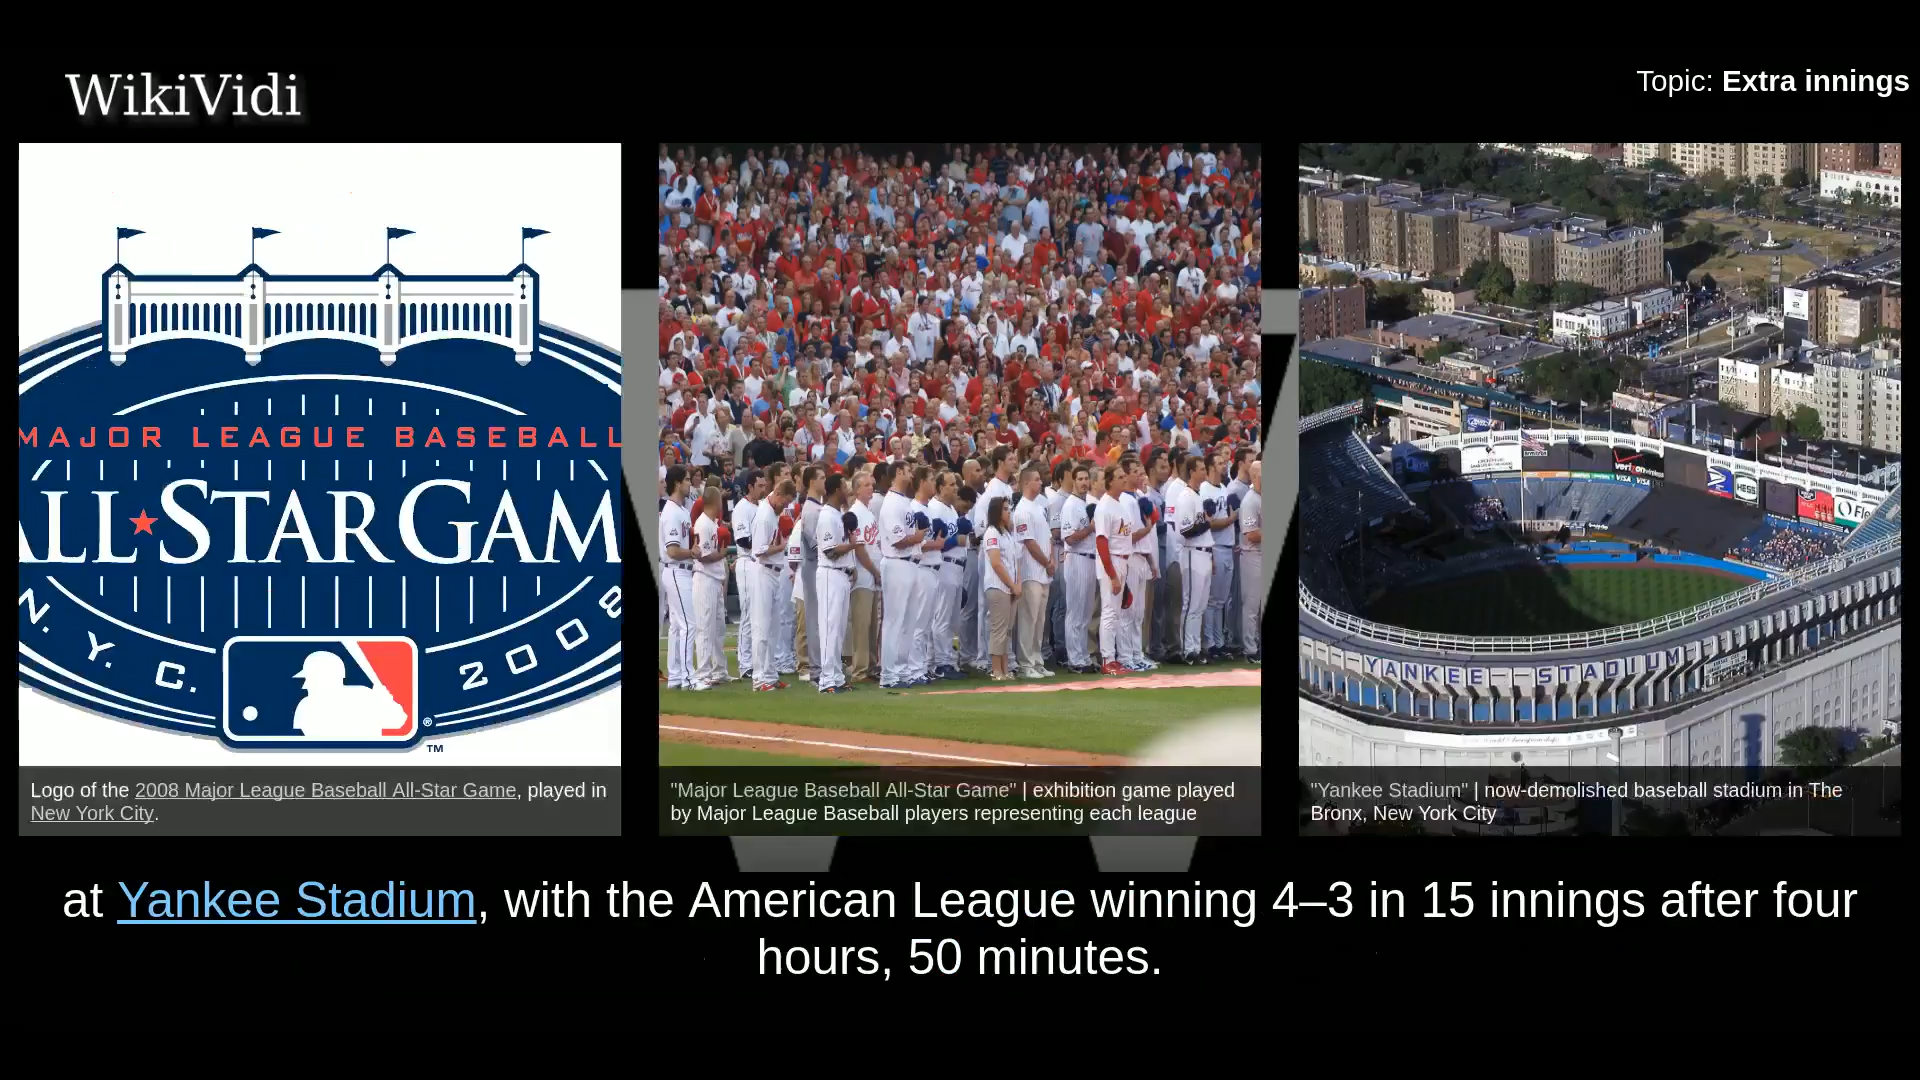 WikiVidi
Topic: Extra innings
MAJOR LEAGUE BASEBALL
ALL★STAR GAM
N.Y.C. 2008
®
TM
Logo of the 2008 Major League Baseball All-Star Game, played in
New York City.
"Major League Baseball All-Star Game" | exhibition game played
by Major League Baseball players representing each league
verizon
VISA VISA
HESS
YANKEE STADIUM
"Yankee Stadium" | now-demolished baseball stadium in The
Bronx, New York City
at Yankee Stadium, with the American League winning 4–3 in 15 innings after four
hours, 50 minutes.